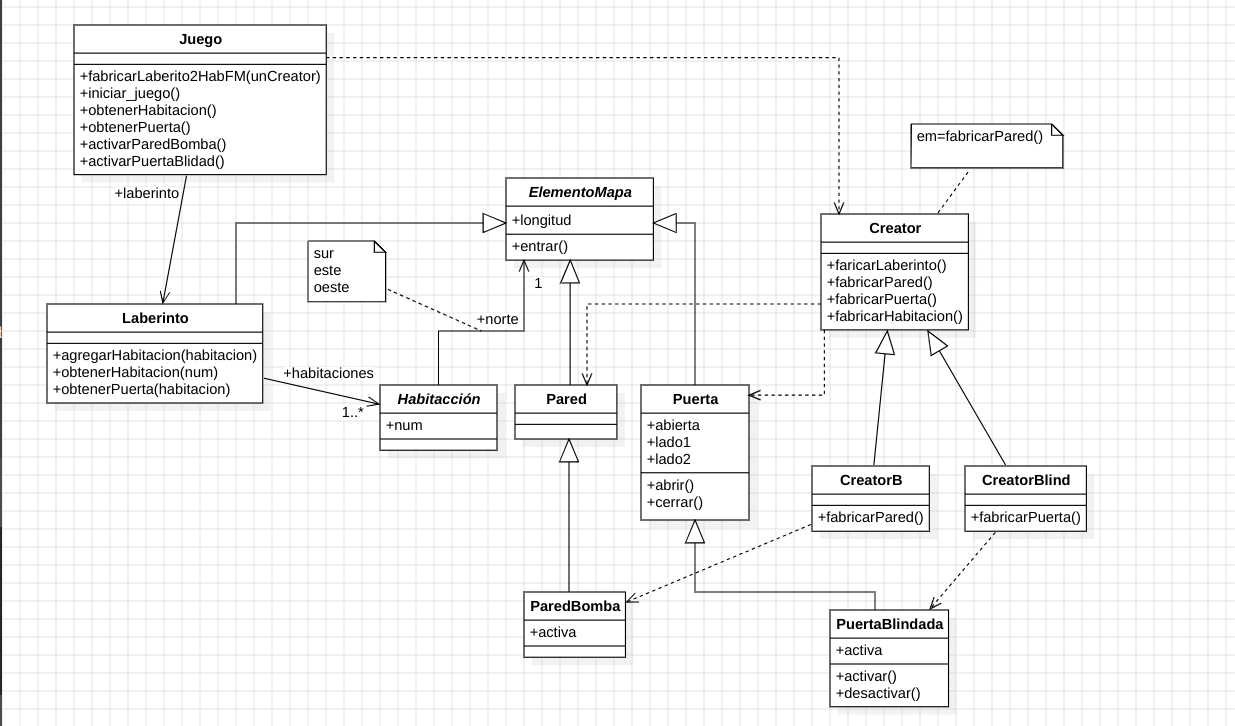 Juego
+fabricarLaberito2HabFM(unCreator)
+iniciar_juego()
+obtenerHabitacion()
+obtenerPuerta()
+activarParedBomba()
+activarPuertaBlidad()
em=fabricarPared()
+laberinto
ElementoMapa
+longitud
+entrar()
Creator
+faricarLaberinto()
+fabricarPared()
+fabricarPuerta()
+fabricarHabitacion()
sur
este
oeste
1
+norte
Laberinto
+agregarHabitacion(habitacion)
+obtenerHabitacion(num)
+obtenerPuerta(habitacion)
+habitaciones
1..*
Habitacción
+num
Pared
Puerta
+abierta
+lado1
+lado2
+abrir()
+cerrar()
CreatorB
+fabricarPared()
CreatorBlind
+fabricarPuerta()
ParedBomba
+activa
PuertaBlindada
+activa
+activar()
+desactivar()